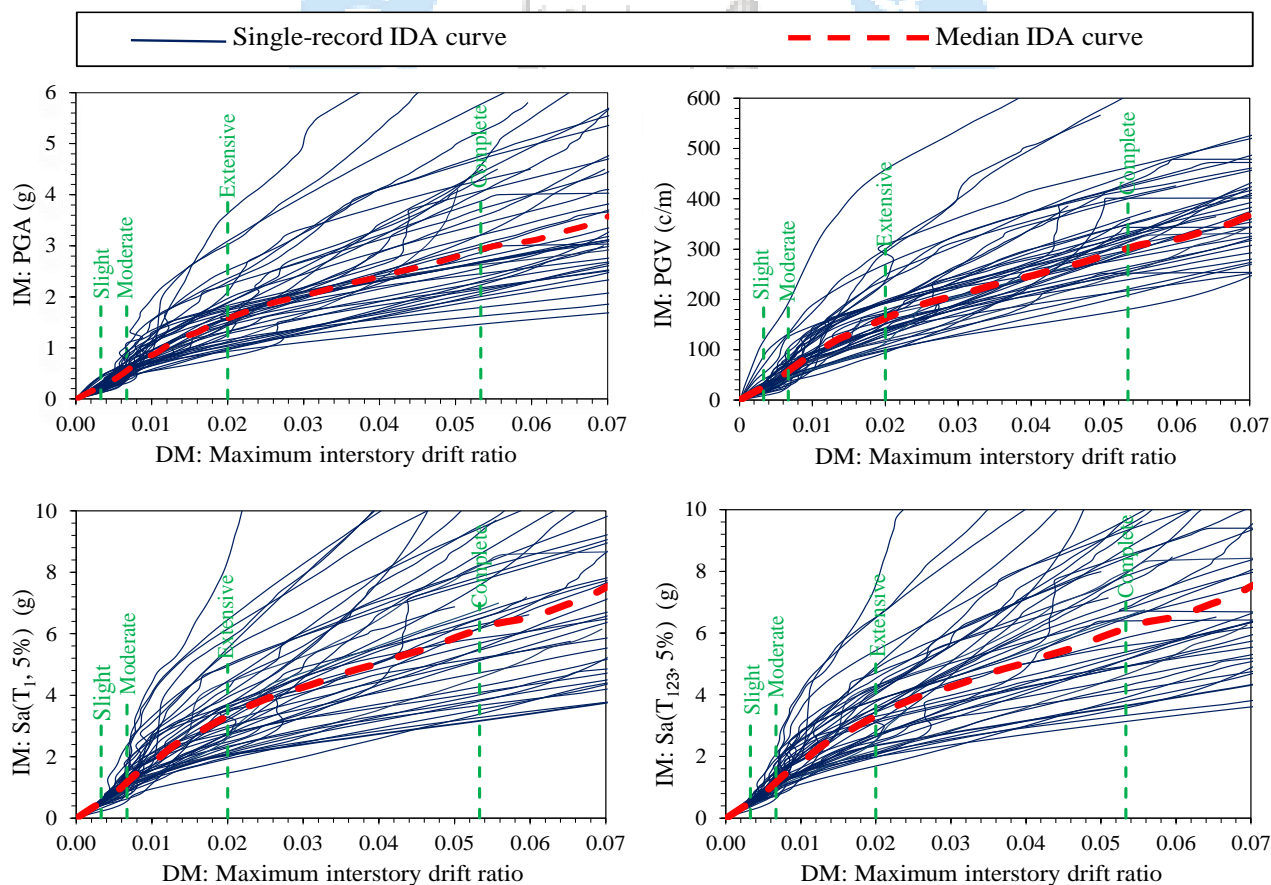 Single-record IDA curve
Median IDA curve
IM: PGA (g)
6
5
4
3
2
1
0
Slight
Moderate
Extensive
Complete
0.00 0.01 0.02 0.03 0.04 0.05 0.06 0.07
DM: Maximum interstory drift ratio
IM: PGV (c/m)
600
500
400
300
200
100
0
Slight
Moderate
Extensive
Complete
0 0.01 0.02 0.03 0.04 0.05 0.06 0.07
DM: Maximum interstory drift ratio
IM: Sa(T1, 5%) (g)
10
8
6
4
2
0
Slight
Moderate
Extensive
Complete
0.00 0.01 0.02 0.03 0.04 0.05 0.06 0.07
DM: Maximum interstory drift ratio
IM: Sa(T123, 5%) (g)
10
8
6
4
2
0
Slight
Moderate
Extensive
Complete
0.00 0.01 0.02 0.03 0.04 0.05 0.06 0.07
DM: Maximum interstory drift ratio